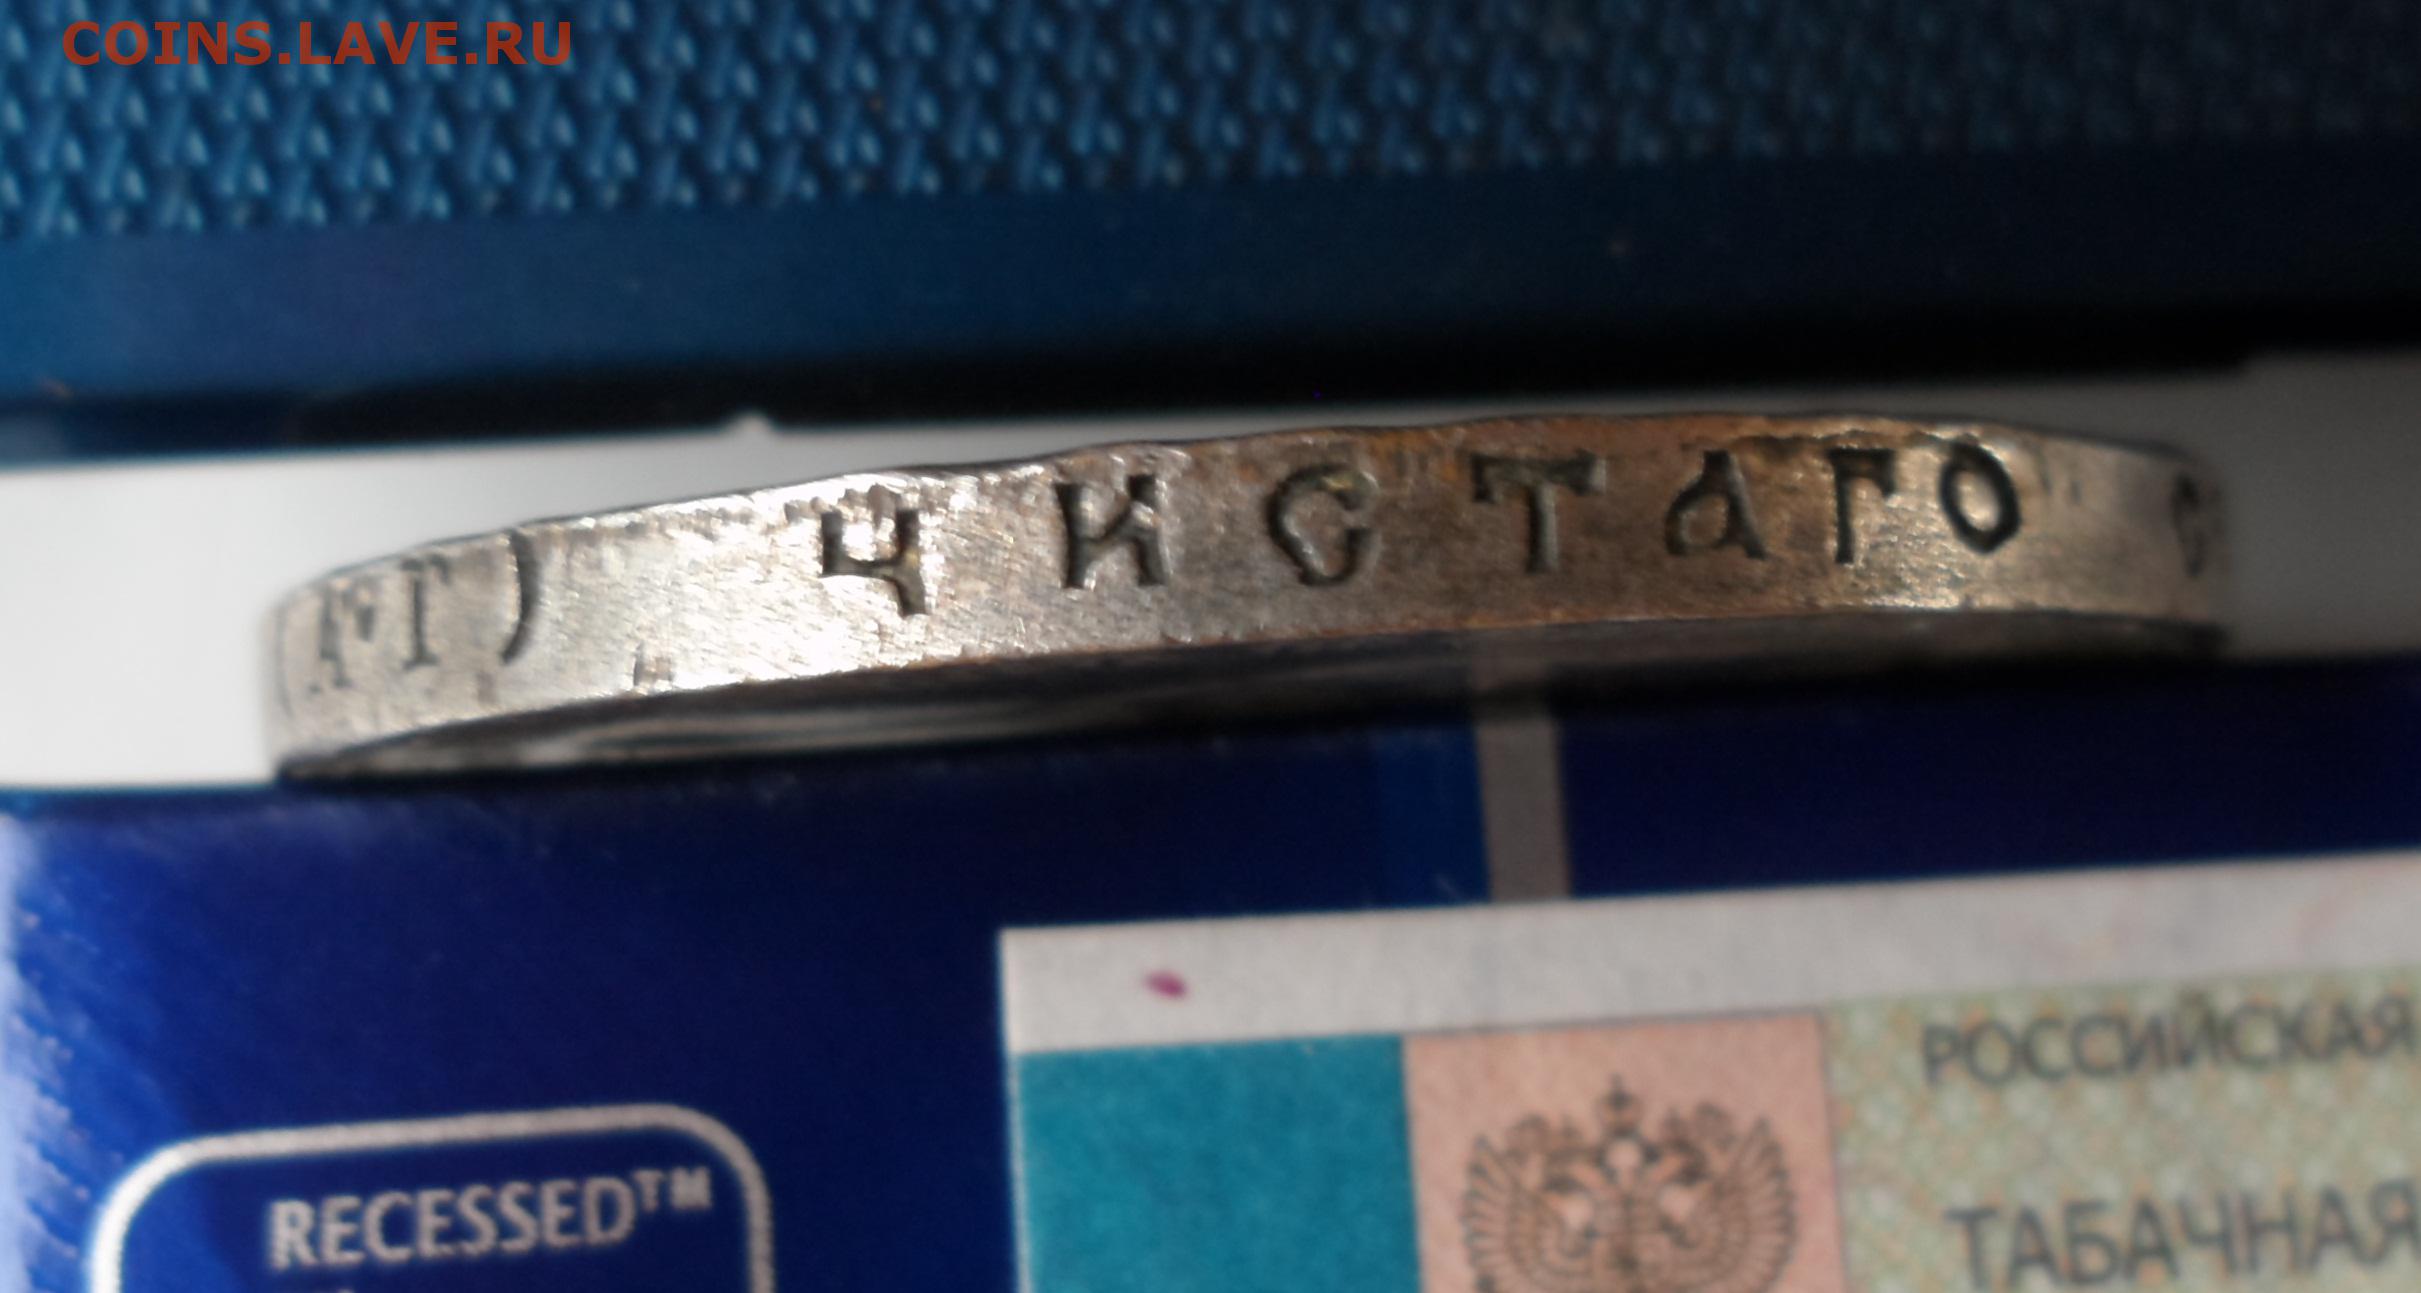 COINS.LAVE.RU
ЧИСТАГО
RECESSED™
РОССИЙСКАЯ
ТАБАЧНАЯ